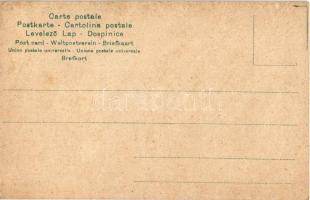 Carte postale
Postkarte - Cartolina postale
Levelező Lap - Dopisnice
Post card - Weltpostverein - Briefkaart
Union postale universelle - Unione postale universale
Brefkort